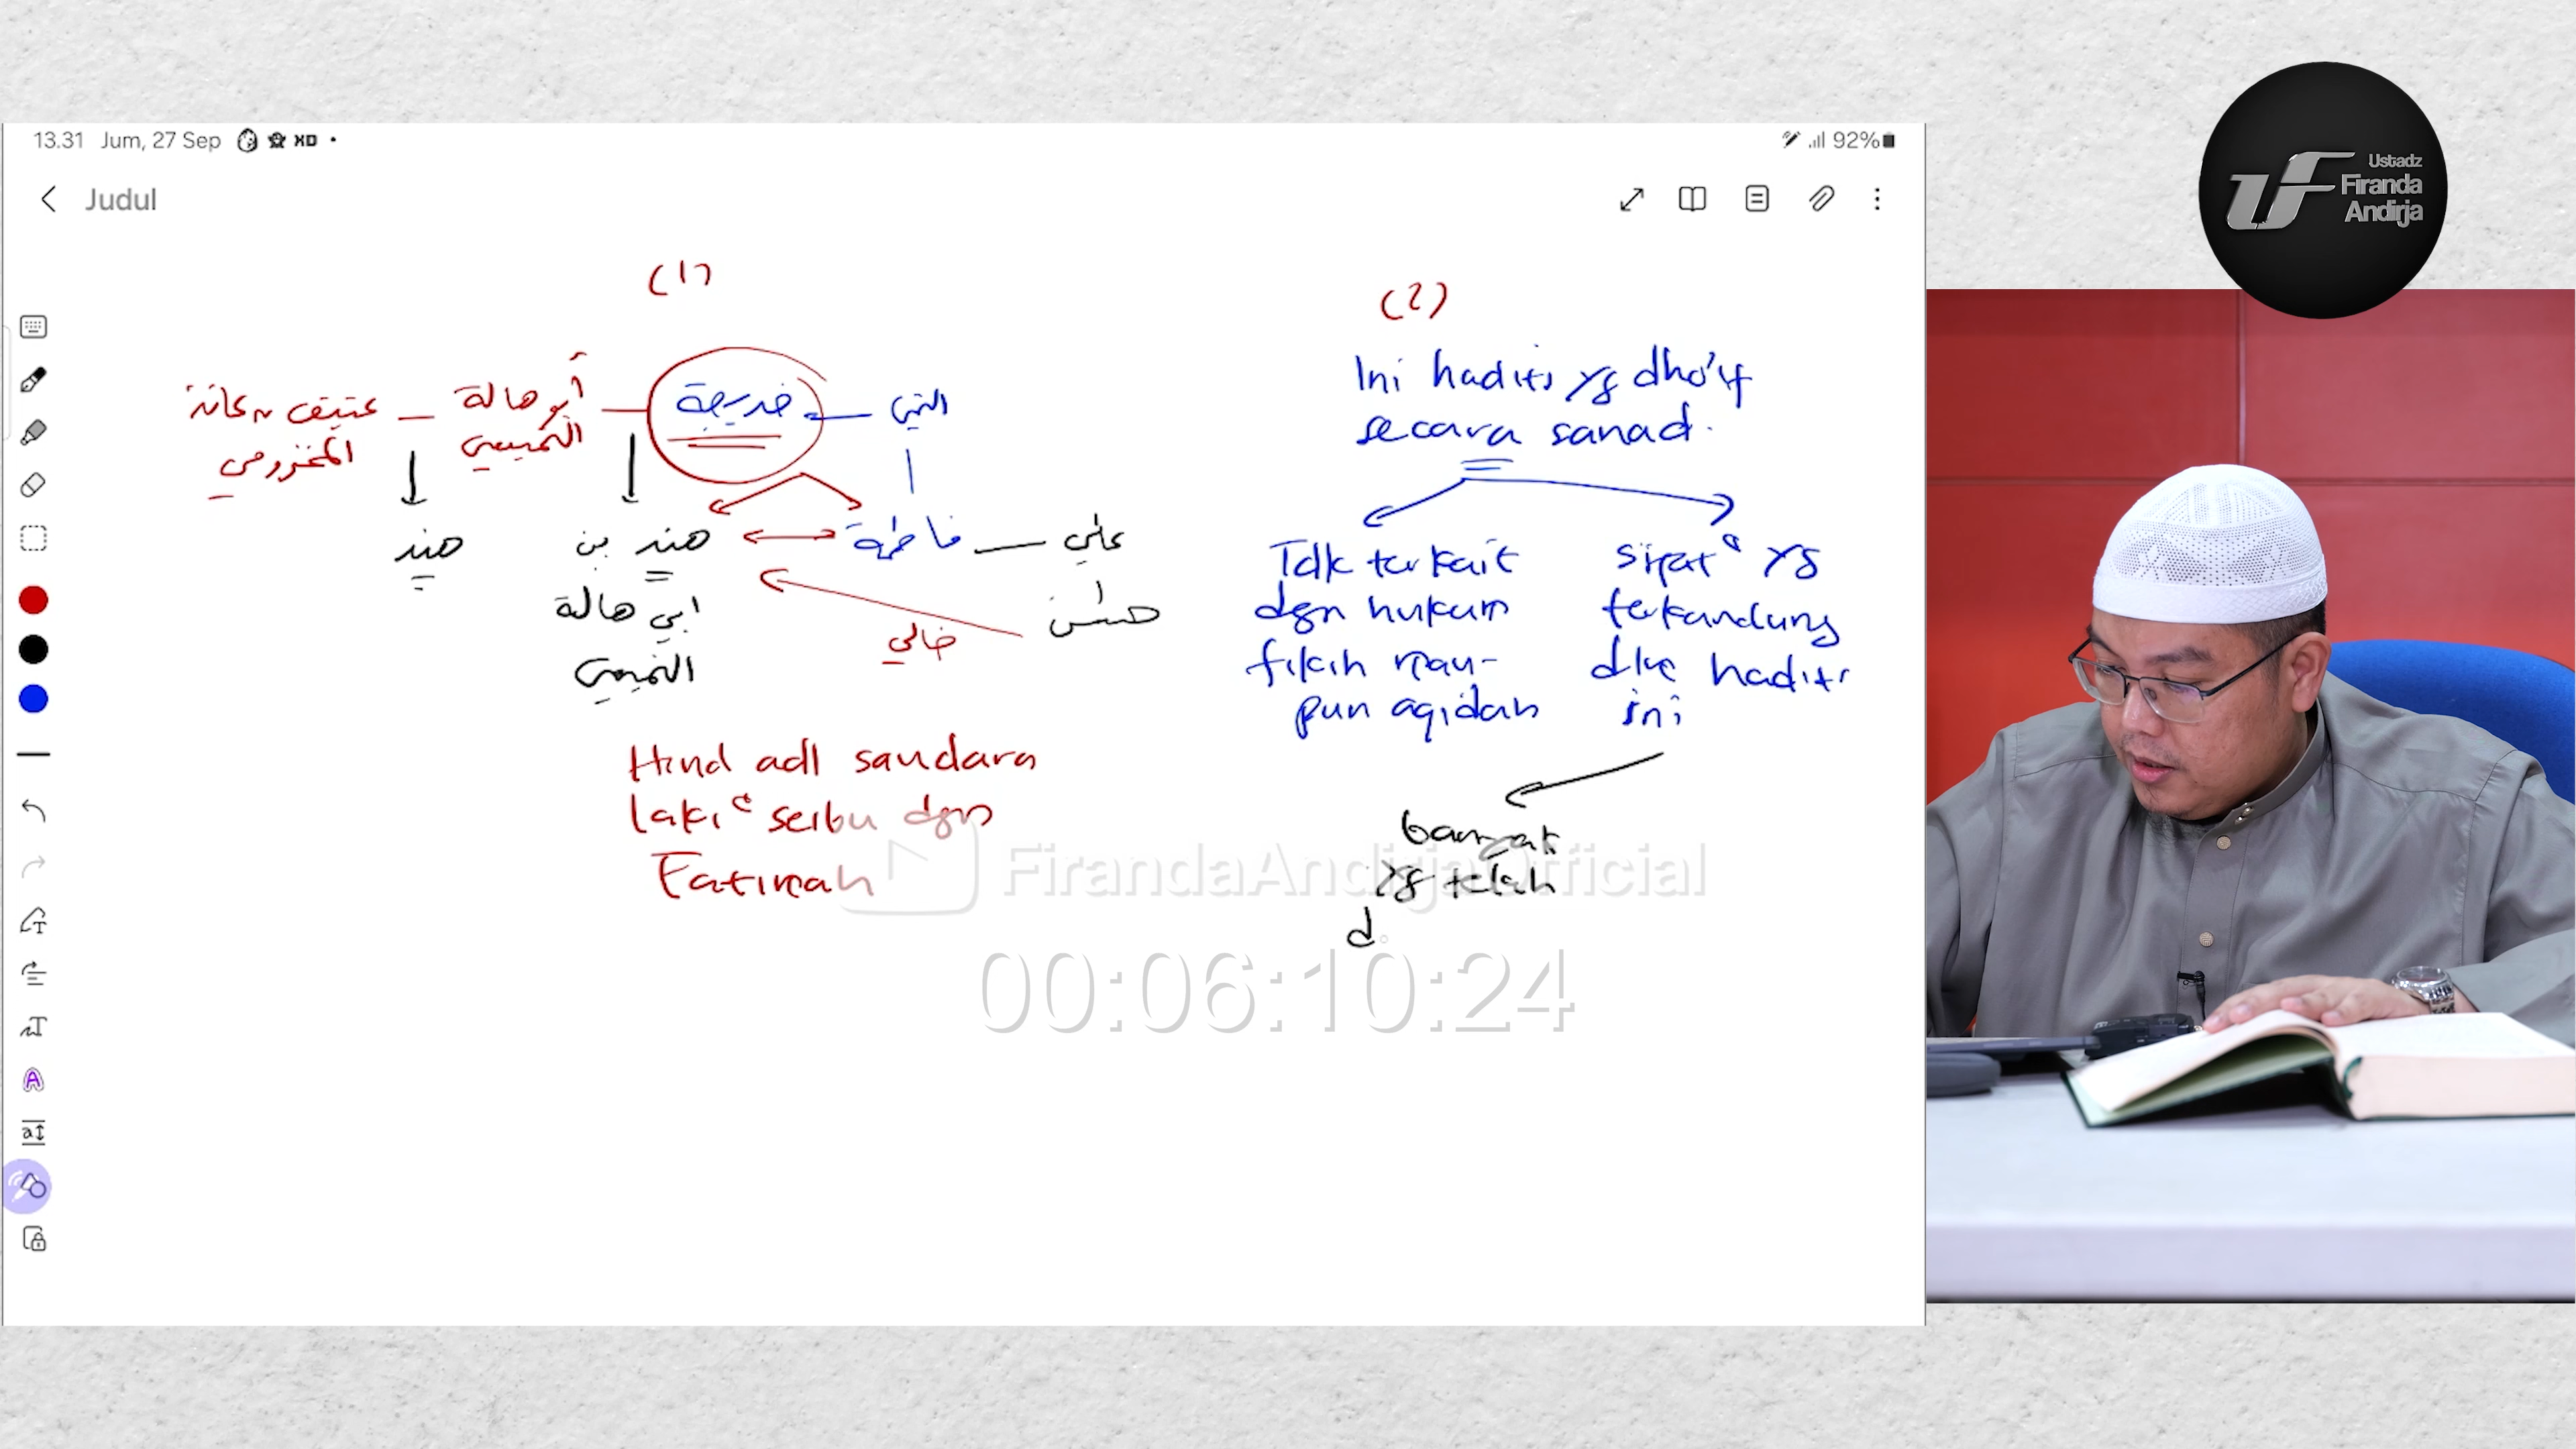 13.31 Jum, 27 Sep
92%
Judul
Ustadz
Firanda
Andirja
(1)
النبي — خديجة — أبو هالة — عتيق بن عائذ
التميمي المخزومي
علي — فاطمة هند بن هند
حسن
ابي هالة
خالي
التميمي
Hind adl saudara
laki² seibu dgn
Fatimah
(2)
Ini hadits yg dho'if
secara sanad.
Tdk terkait
dgn hukum
fikih mau-
pun aqidah
sifat² yg
terkandung
dlm hadits
ini
banyak
yg telah
d
FirandaAndirjaOfficial
00:06:10:24